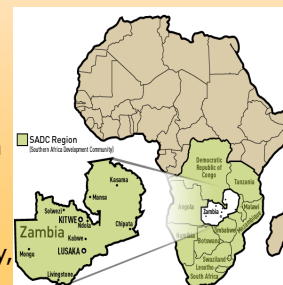 SADC Region
(Southern Africa Development Community)
Kasama
Mansa
Solwezi
KITWE
Ndola
Chipata
Kabwe
Zambia
Mongu
LUSAKA
Livingstone
Democratic
Republic of
Congo
Tanzania
Angola
Zambia
Malawi
Mozambique
Zimbabwe
Namibia
Botswana
Swaziland
Lesotho
South Africa
y,